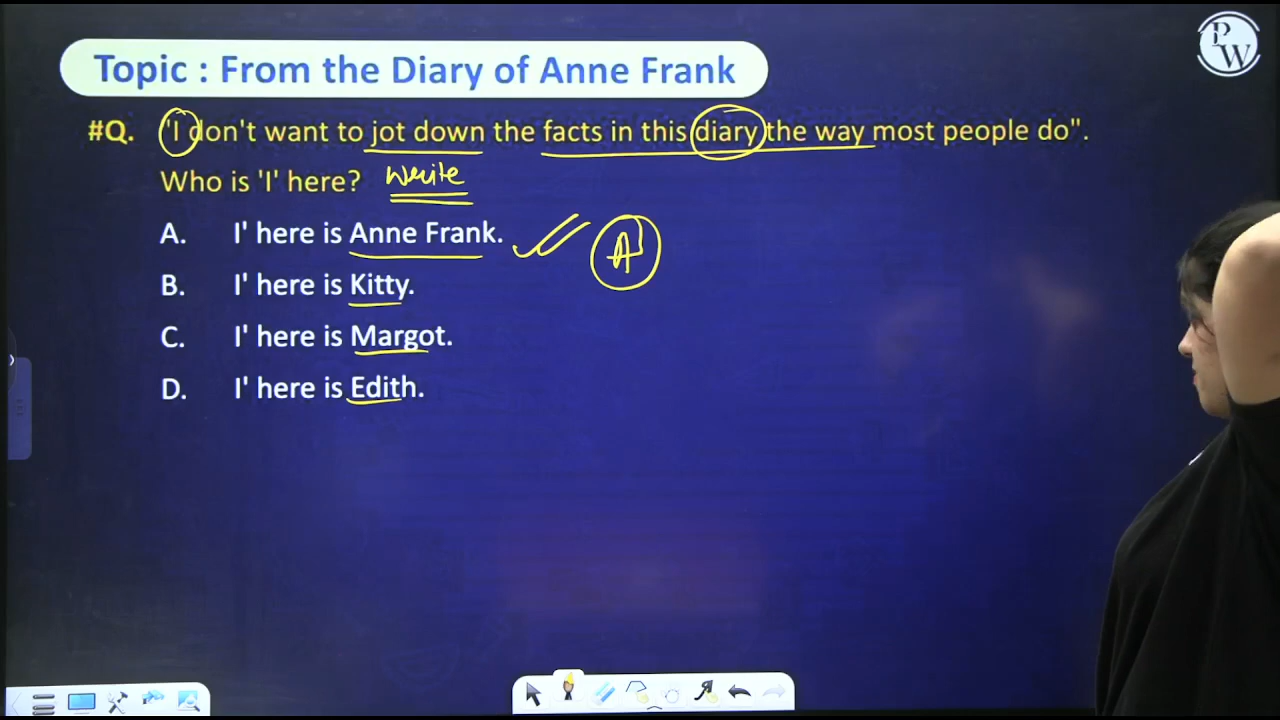 PW
Topic : From the Diary of Anne Frank
#Q. 'I don't want to jot down the facts in this diary the way most people do".
Who is 'I' here? write
A. I' here is Anne Frank. A
B. I' here is Kitty.
C. I' here is Margot.
D. I' here is Edith.